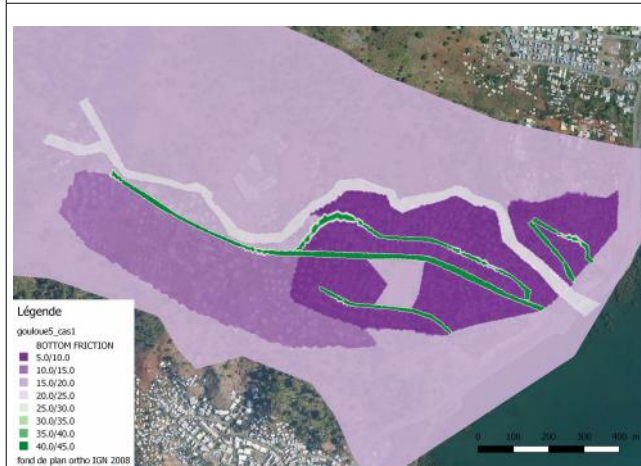 Légende
gouloue5_cas1
BOTTOM FRICTION
5.0/10.0
10.0/15.0
15.0/20.0
20.0/25.0
25.0/30.0
30.0/35.0
35.0/40.0
40.0/45.0
fond de plan ortho IGN 2008
0 100 200 300 400 m